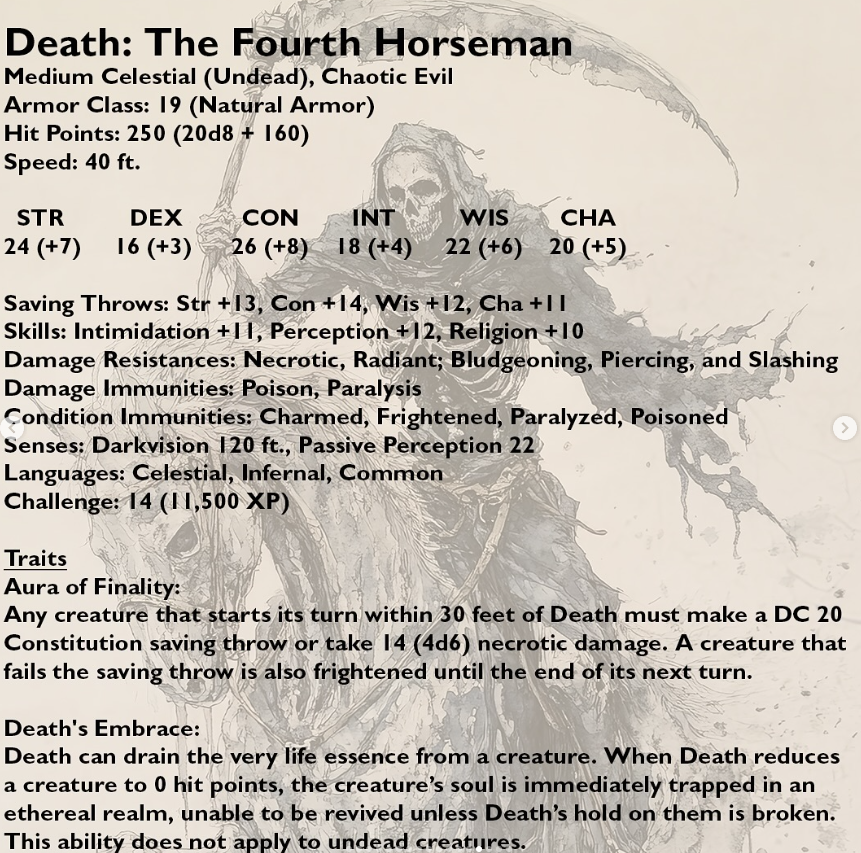 Death: The Fourth Horseman
Medium Celestial (Undead), Chaotic Evil
Armor Class: 19 (Natural Armor)
Hit Points: 250 (20d8 + 160)
Speed: 40 ft.
STR DEX CON INT WIS CHA
24 (+7) 16 (+3) 26 (+8) 18 (+4) 22 (+6) 20 (+5)
Saving Throws: Str +13, Con +14, Wis +12, Cha +11
Skills: Intimidation +11, Perception +12, Religion +10
Damage Resistances: Necrotic, Radiant; Bludgeoning, Piercing, and Slashing
Damage Immunities: Poison, Paralysis
Condition Immunities: Charmed, Frightened, Paralyzed, Poisoned
Senses: Darkvision 120 ft., Passive Perception 22
Languages: Celestial, Infernal, Common
Challenge: 14 (11,500 XP)
Traits
Aura of Finality:
Any creature that starts its turn within 30 feet of Death must make a DC 20
Constitution saving throw or take 14 (4d6) necrotic damage. A creature that
fails the saving throw is also frightened until the end of its next turn.
Death's Embrace:
Death can drain the very life essence from a creature. When Death reduces
a creature to 0 hit points, the creature's soul is immediately trapped in an
ethereal realm, unable to be revived unless Death's hold on them is broken.
This ability does not apply to undead creatures.